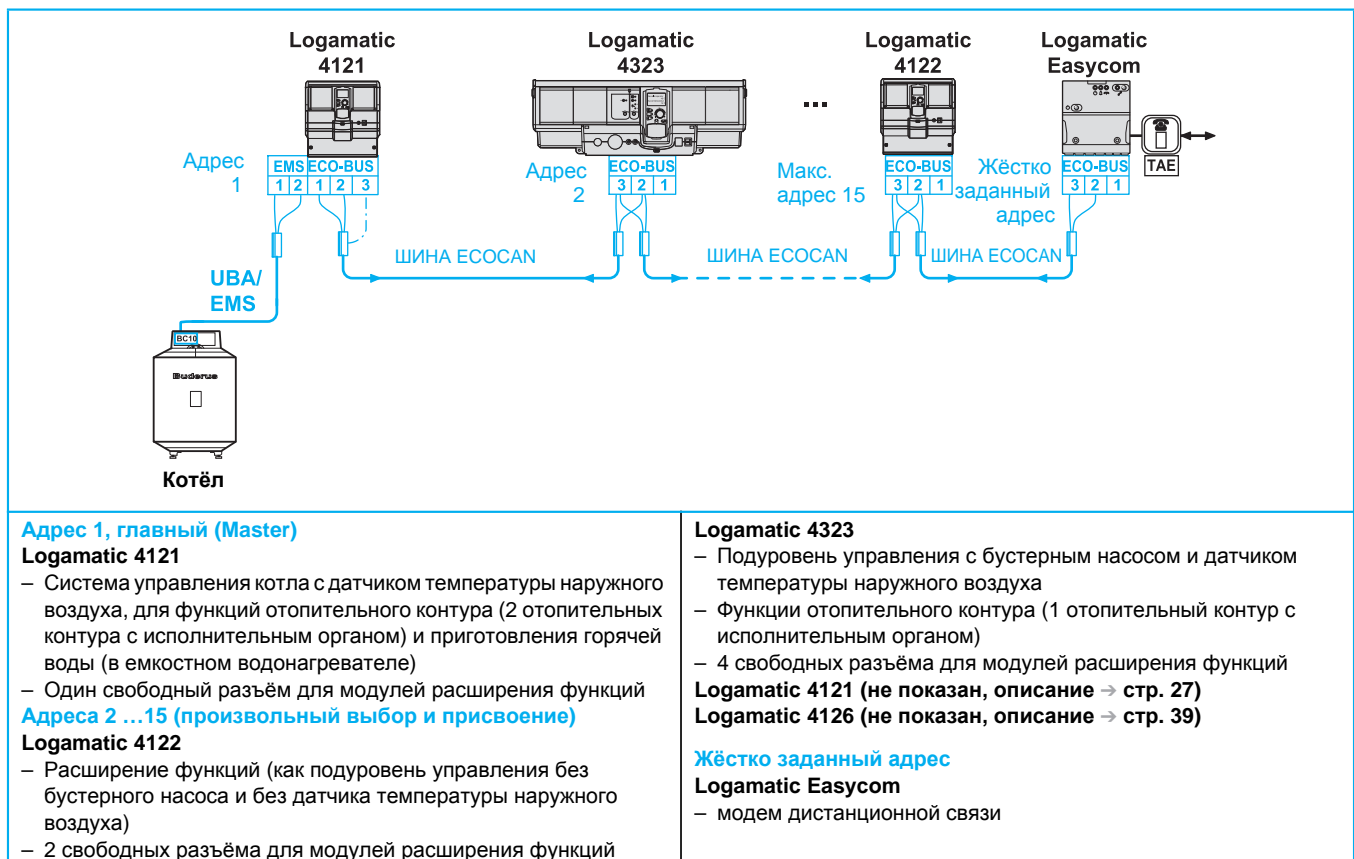 Logamatic
4121
Logamatic
4323
Logamatic
4122
Logamatic
Easycom
...
Адрес
1
EMS ECO-BUS
1 2 1 2 3
Адрес
2
ECO-BUS
3 2 1
Макс.
адрес 15
ECO-BUS
3 2 1
Жёстко
заданный
адрес
ECO-BUS
3 2 1
TAE
ШИНА ECOCAN
ШИНА ECOCAN
ШИНА ECOCAN
UBA/
EMS
BC10
Buderus
Котёл
Адрес 1, главный (Master)
Logamatic 4121
– Система управления котла с датчиком температуры наружного
воздуха, для функций отопительного контура (2 отопительных
контура с исполнительным органом) и приготовления горячей
воды (в емкостном водонагревателе)
– Один свободный разъём для модулей расширения функций
Адреса 2 …15 (произвольный выбор и присвоение)
Logamatic 4122
– Расширение функций (как подуровень управления без
бустерного насоса и без датчика температуры наружного
воздуха)
– 2 свободных разъёма для модулей расширения функций
Logamatic 4323
– Подуровень управления с бустерным насосом и датчиком
температуры наружного воздуха
– Функции отопительного контура (1 отопительный контур с
исполнительным органом)
– 4 свободных разъёма для модулей расширения функций
Logamatic 4121 (не показан, описание → стр. 27)
Logamatic 4126 (не показан, описание → стр. 39)
Жёстко заданный адрес
Logamatic Easycom
– модем дистанционной связи